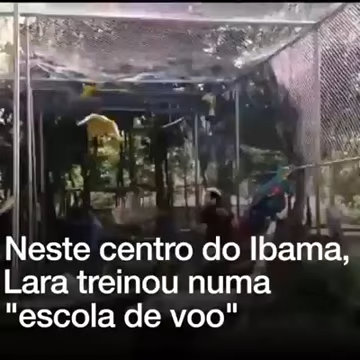 Neste centro do Ibama,
Lara treinou numa
"escola de voo"